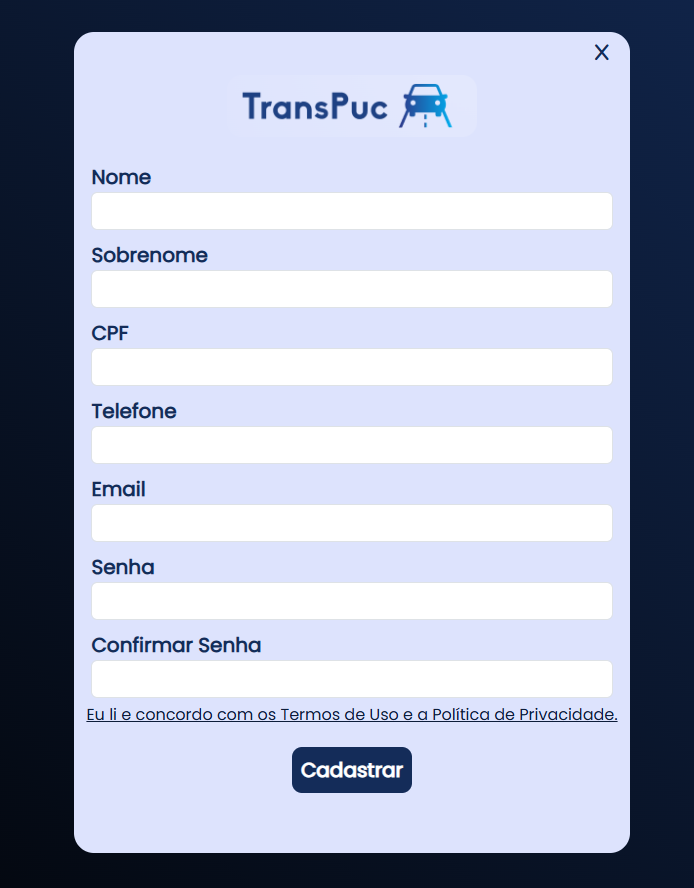 X
TransPuc
Nome
Sobrenome
CPF
Telefone
Email
Senha
Confirmar Senha
Eu li e concordo com os Termos de Uso e a Política de Privacidade.
Cadastrar